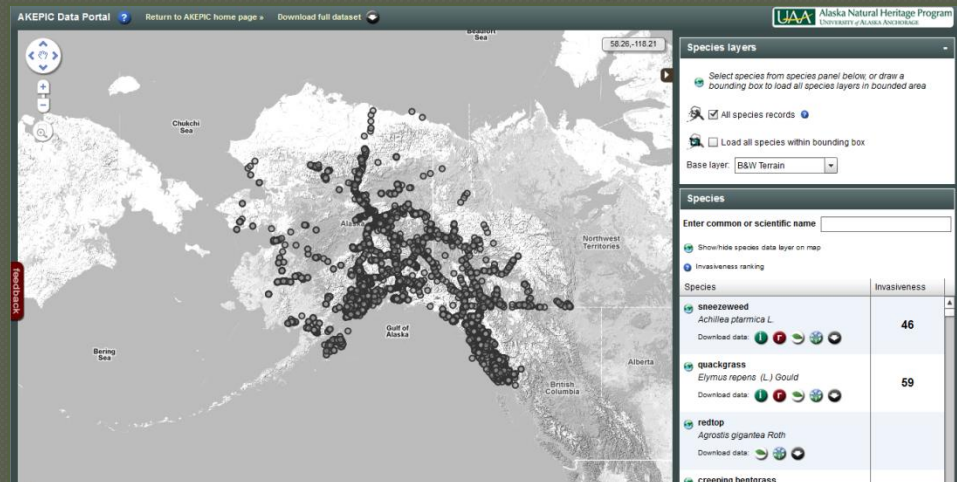 AKEPIC Data Portal ? Return to AKEPIC home page » Download full dataset
UAA Alaska Natural Heritage Program
UNIVERSITY of ALASKA ANCHORAGE
Beaufort
Sea
58.26,-118.21
Chukchi
Sea
Alaska
Northwest
Territories
Gulf of
Alaska
Bering
Sea
Alberta
British
Columbia
feedback
Species layers -
Select species from species panel below, or draw a
bounding box to load all species layers in bounded area
All species records ?
Load all species within bounding box
Base layer: B&W Terrain
Species
Enter common or scientific name
Show/hide species data layer on map
? Invasiveness ranking
Species Invasiveness
sneezeweed
Achillea ptarmica L.
46
Download data: i r
quackgrass
Elymus repens (L.) Gould
59
Download data: i r
redtop
Agrostis gigantea Roth
Download data:
creeping bentgrass